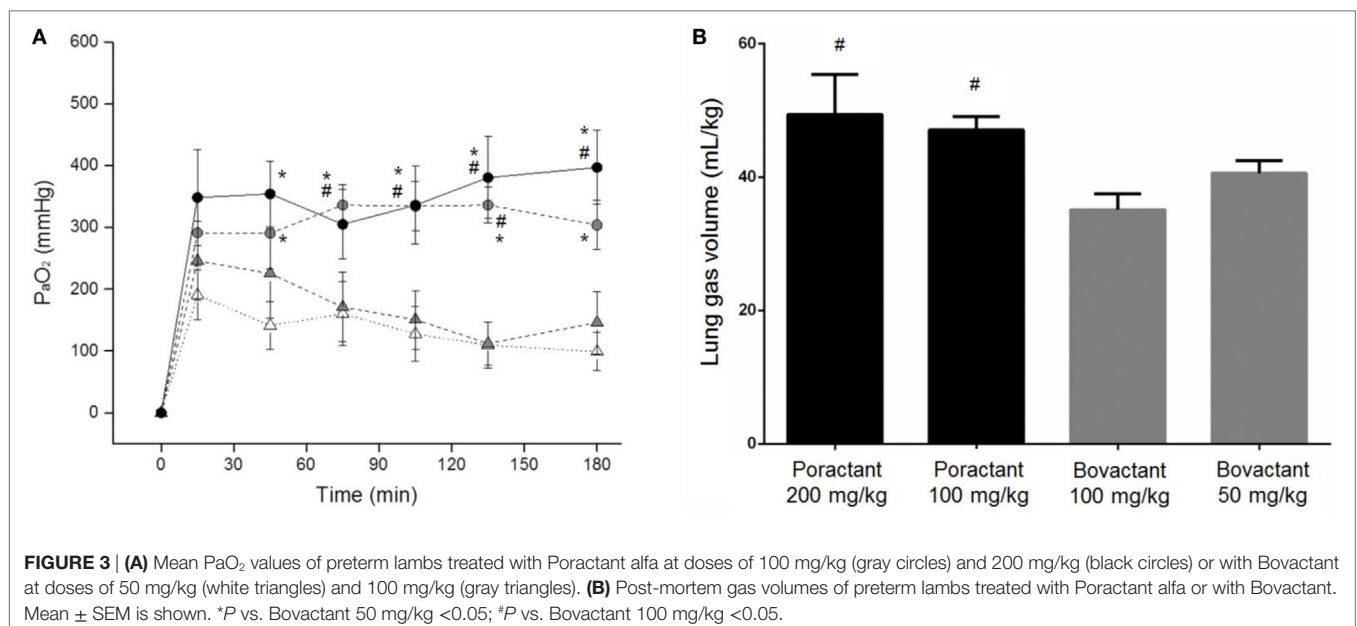 A
600
500
400
300
200
100
0
PaO₂ (mmHg)
0 30 60 90 120 150 180
Time (min)
*
*
*
#
*
#
*
#
#
*
*
#
*
B
60
40
20
0
Lung gas volume (mL/kg)
#
#
Poractant
200 mg/kg
Poractant
100 mg/kg
Bovactant
100 mg/kg
Bovactant
50 mg/kg
FIGURE 3 | (A) Mean PaO₂ values of preterm lambs treated with Poractant alfa at doses of 100 mg/kg (gray circles) and 200 mg/kg (black circles) or with Bovactant
at doses of 50 mg/kg (white triangles) and 100 mg/kg (gray triangles). (B) Post-mortem gas volumes of preterm lambs treated with Poractant alfa or with Bovactant.
Mean ± SEM is shown. *P vs. Bovactant 50 mg/kg <0.05; #P vs. Bovactant 100 mg/kg <0.05.